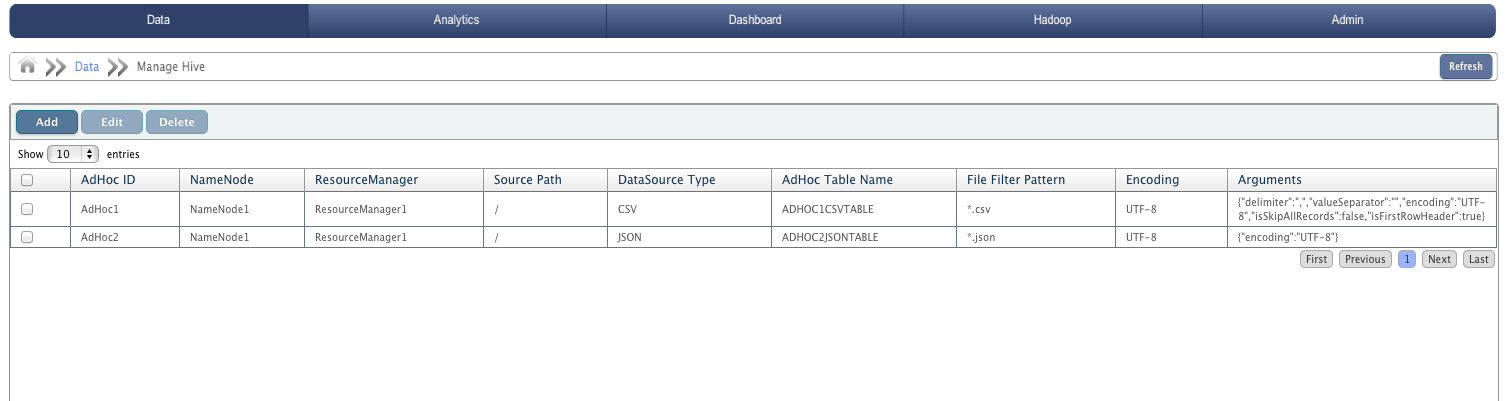 Data Analytics Dashboard Hadoop Admin
Data Manage Hive Refresh
Add Edit Delete
Show 10 entries
AdHoc ID NameNode ResourceManager Source Path DataSource Type AdHoc Table Name File Filter Pattern Encoding Arguments
AdHoc1 NameNode1 ResourceManager1 / CSV ADHOC1CSVTABLE *.csv UTF-8 {"delimiter":",","valueSeparator":"","encoding":"UTF-
8","isSkipAllRecords":false,"isFirstRowHeader":true}
AdHoc2 NameNode1 ResourceManager1 / JSON ADHOC2JSONTABLE *.json UTF-8 {"encoding":"UTF-8"}
First Previous 1 Next Last